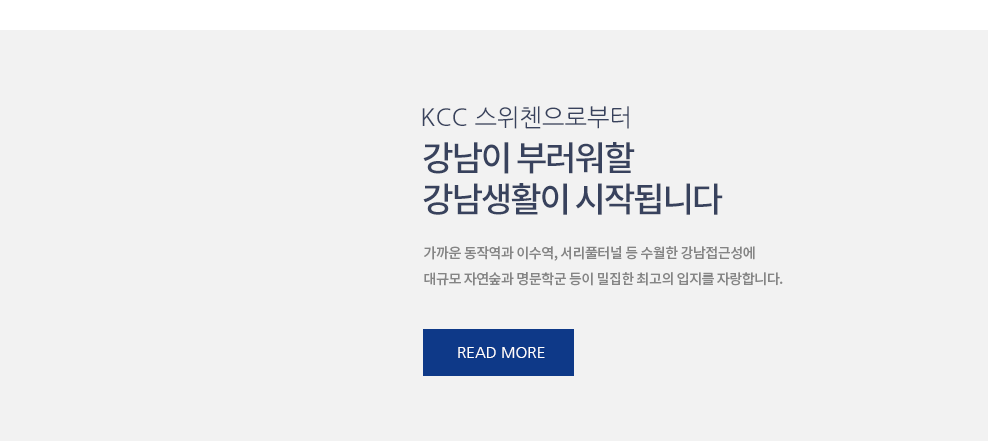 KCC 스위첸으로부터
강남이 부러워할
강남생활이 시작됩니다
가까운 동작역과 이수역, 서리풀터널 등 수월한 강남접근성에
대규모 자연숲과 명문학군 등이 밀집한 최고의 입지를 자랑합니다.
READ MORE